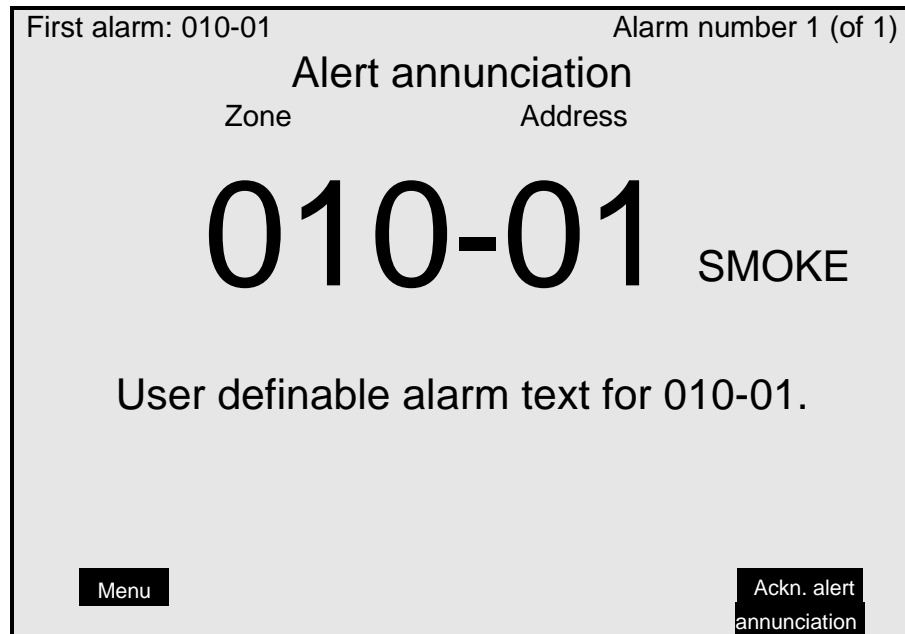 First alarm: 010-01 Alarm number 1 (of 1)
Alert annunciation
Zone Address
010-01 SMOKE
User definable alarm text for 010-01.
Menu
Ackn. alert
annunciation